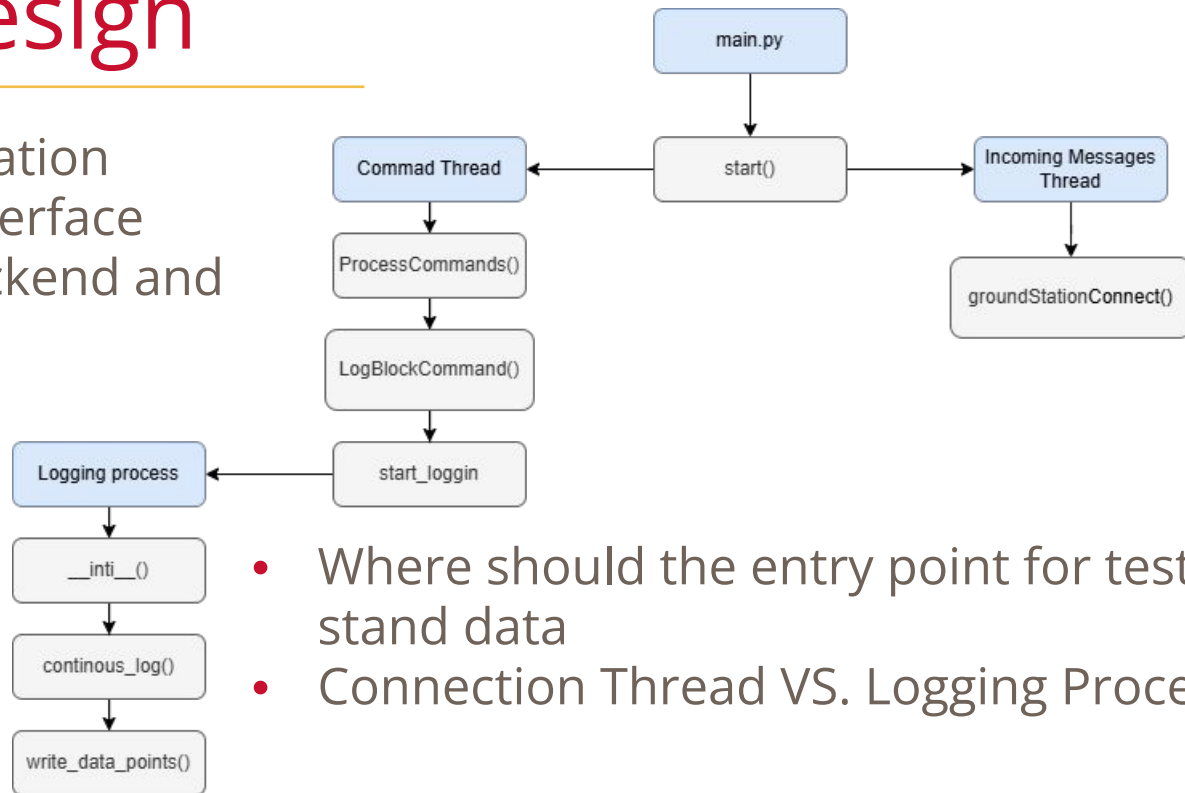 esign
ation
erface
ckend and
main.py
Commad Thread
start()
Incoming Messages
Thread
ProcessCommands()
groundStationConnect()
LogBlockCommand()
Logging process
start_loggin
__inti__()
continous_log()
write_data_points()
• Where should the entry point for test
stand data
• Connection Thread VS. Logging Proce